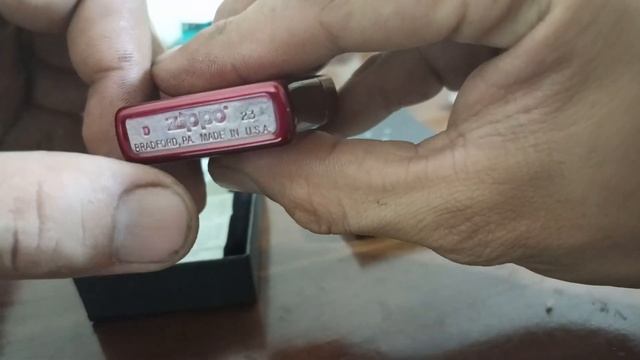 D zippo 23
BRADFORD, PA. MADE IN U.S.A.